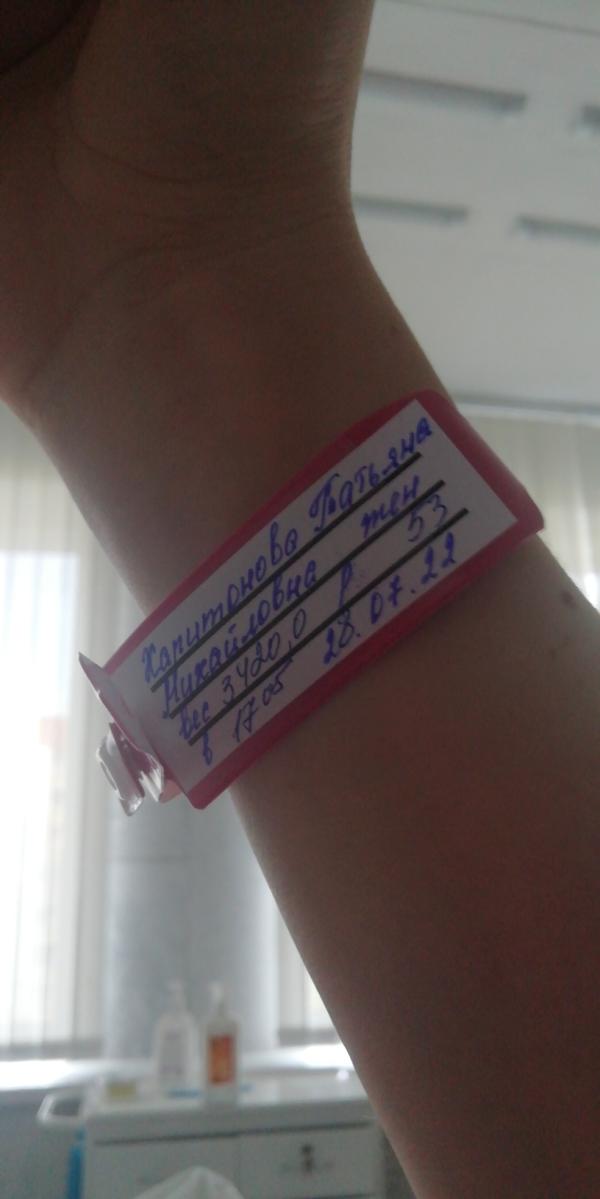 Харитонова Татьяна
Михайловна жен
вес 3420,0 р. 53
в 17 05 28.07.22